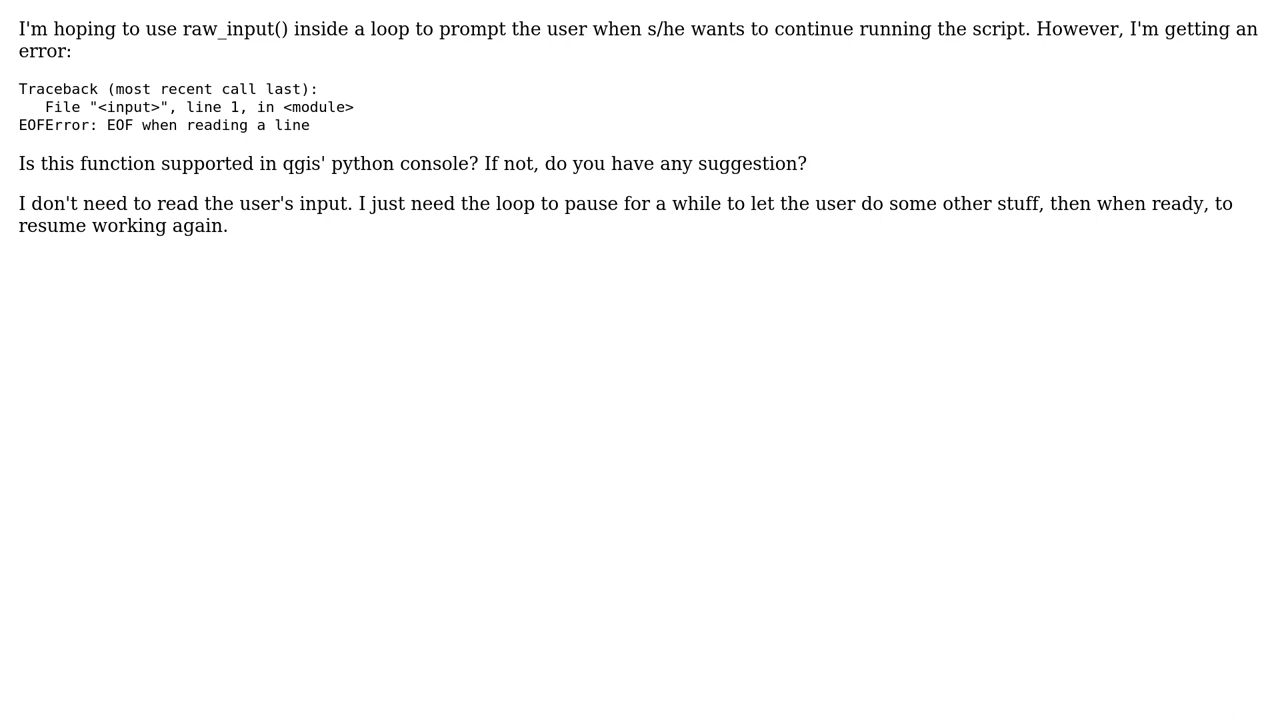 I'm hoping to use raw_input() inside a loop to prompt the user when s/he wants to continue running the script. However, I'm getting an
error:
Traceback (most recent call last):
   File "<input>", line 1, in <module>
EOFError: EOF when reading a line
Is this function supported in qgis' python console? If not, do you have any suggestion?
I don't need to read the user's input. I just need the loop to pause for a while to let the user do some other stuff, then when ready, to
resume working again.